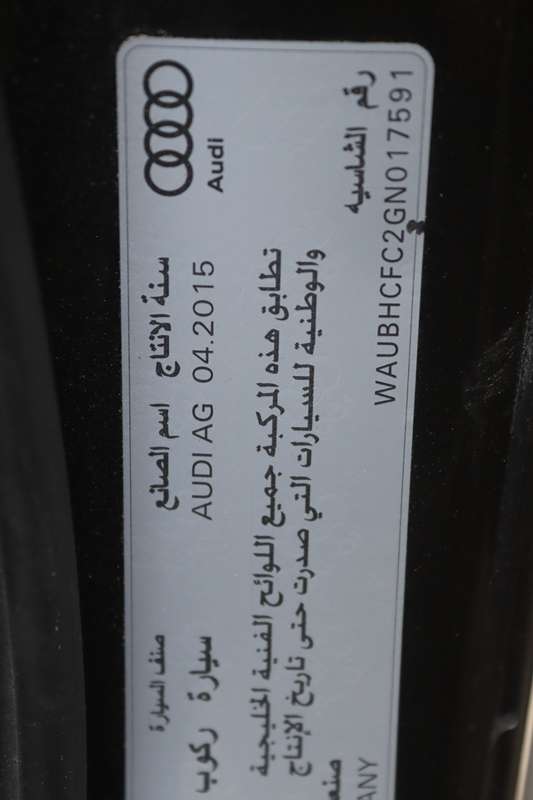 Audi
سنة الانتاج
04.2015
اسم الصانع
AUDI AG
صنف السيارة
سيارة ركوب
تطابق هذه المركبة جميع اللوائح الفنية الخليجية
والوطنية للسيارات التي صدرت حتى تاريخ الإنتاج
رقم الشاسيه
WAUBHCFC2GN017591